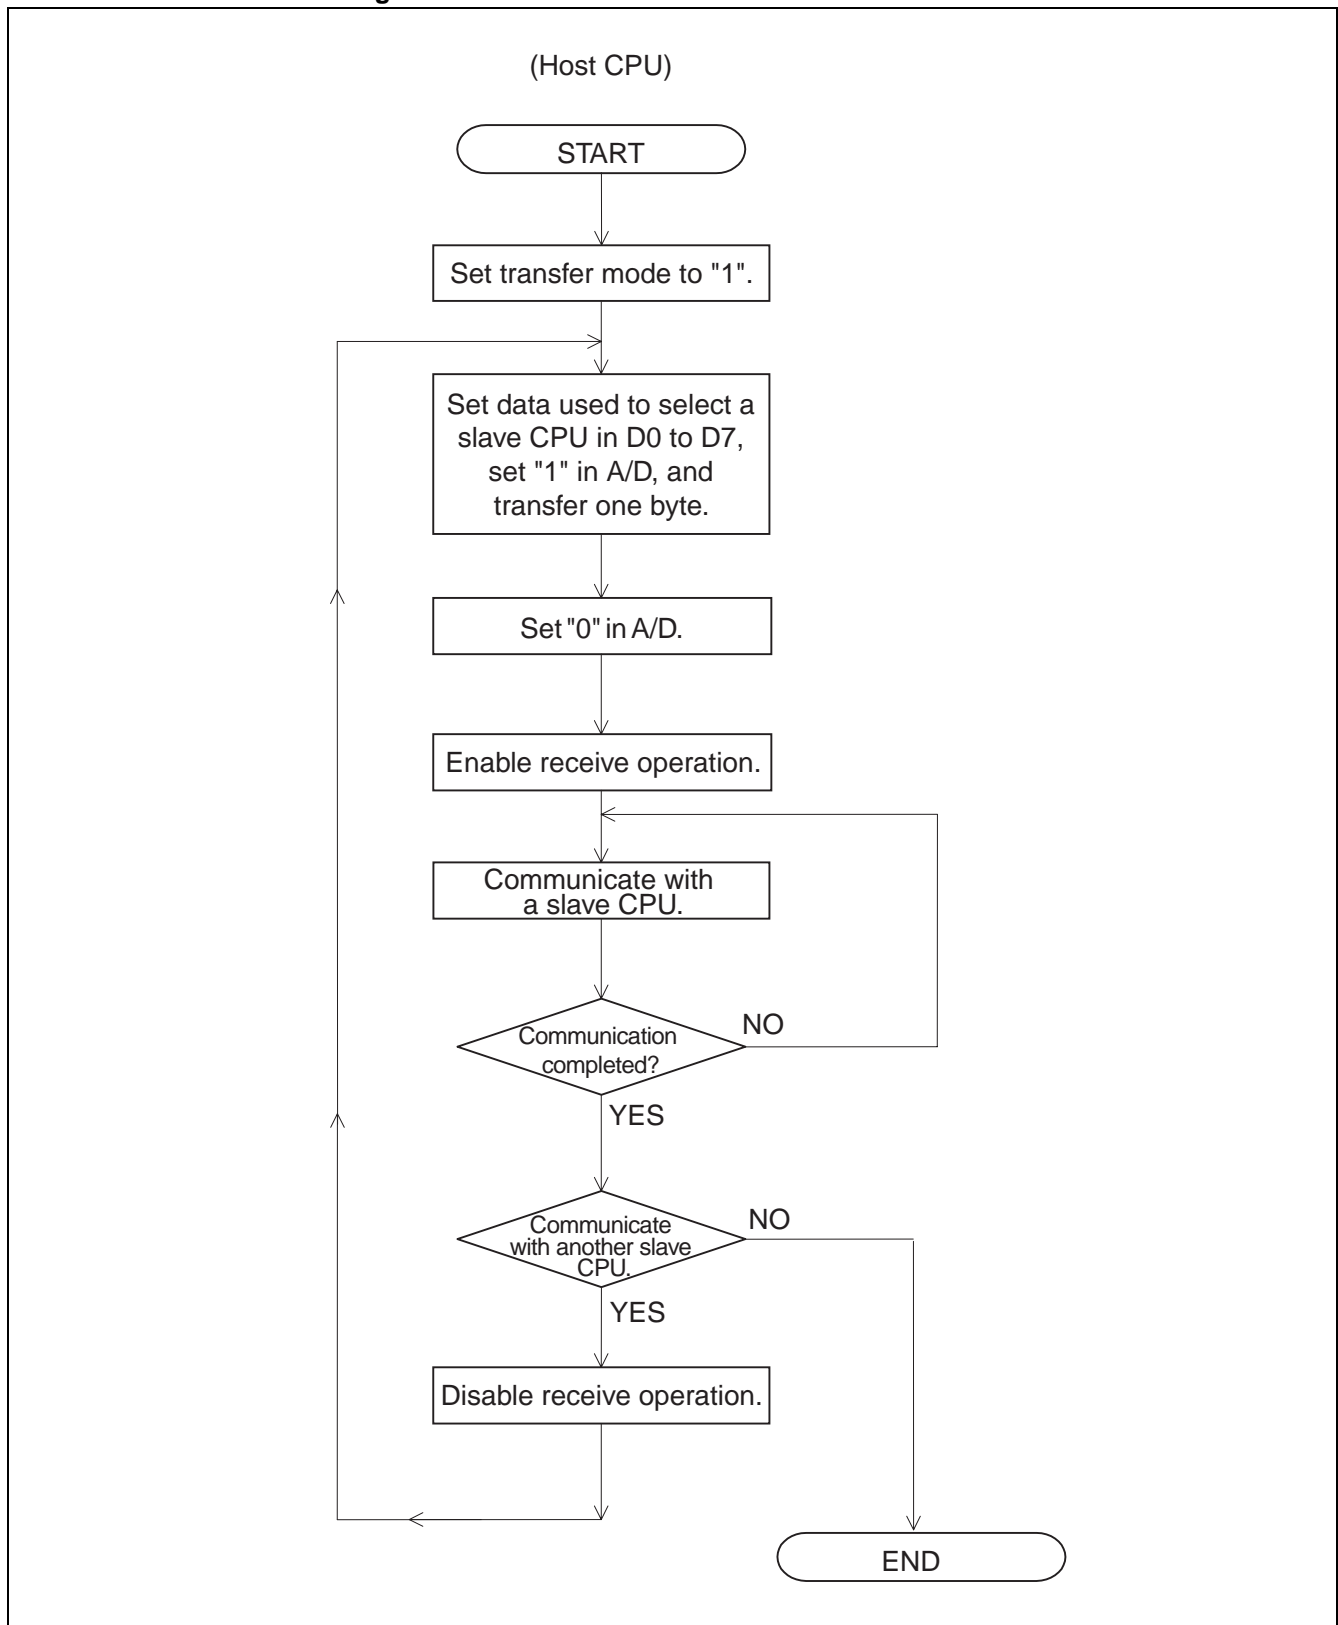 (Host CPU)
START
Set transfer mode to "1".
Set data used to select a
slave CPU in D0 to D7,
set "1" in A/D, and
transfer one byte.
Set "0" in A/D.
Enable receive operation.
Communicate with
a slave CPU.
Communication
completed?
NO
YES
Communicate
with another slave
CPU.
NO
YES
Disable receive operation.
END